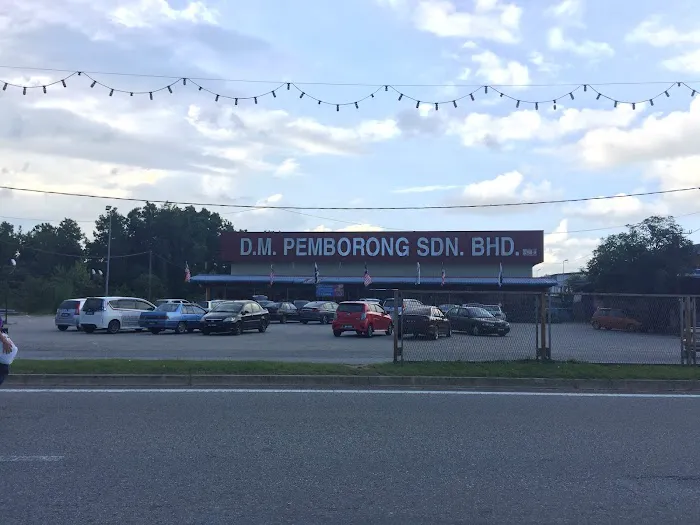 D.M. PEMBORONG SDN. BHD.